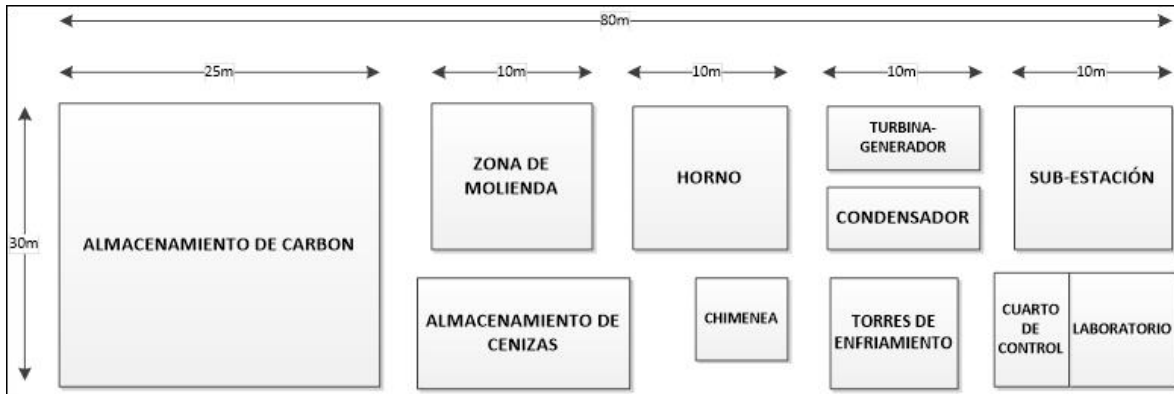 80m
25m
10m
10m
10m
10m
30m
ALMACENAMIENTO DE CARBON
ZONA DE
MOLIENDA
HORNO
TURBINA-
GENERADOR
CONDENSADOR
SUB-ESTACIÓN
ALMACENAMIENTO DE
CENIZAS
CHIMENEA
TORRES DE
ENFRIAMIENTO
CUARTO
DE
CONTROL
LABORATORIO